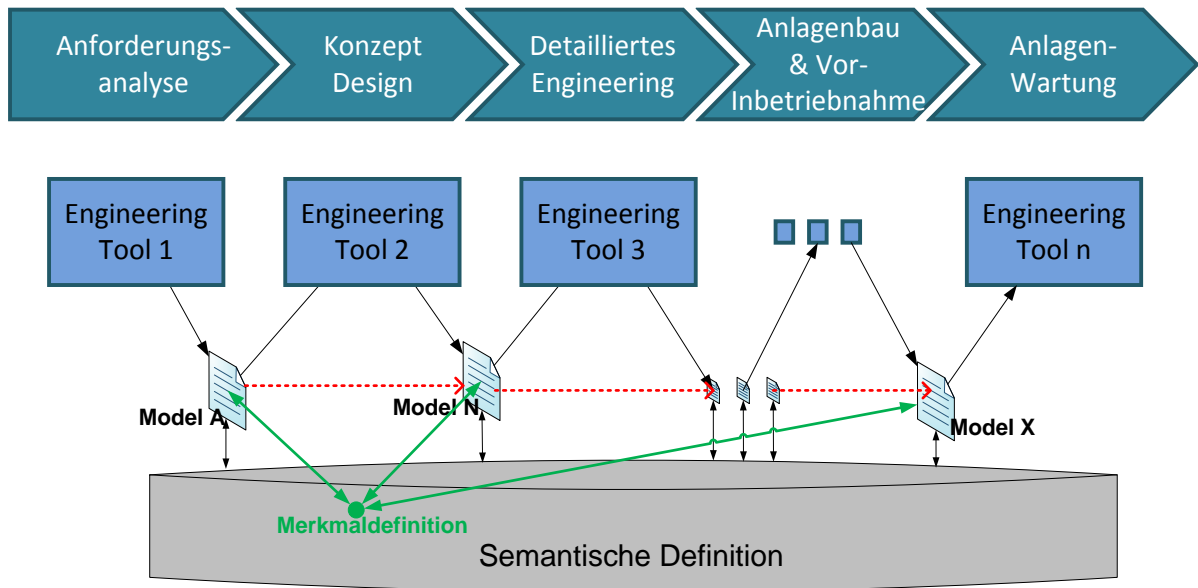 Anforderungs-
analyse
Konzept
Design
Detailliertes
Engineering
Anlagenbau
& Vor-
Inbetriebnahme
Anlagen-
Wartung
Engineering
Tool 1
Engineering
Tool 2
Engineering
Tool 3
Engineering
Tool n
Model A
Model N
Model X
Merkmaldefinition
Semantische Definition